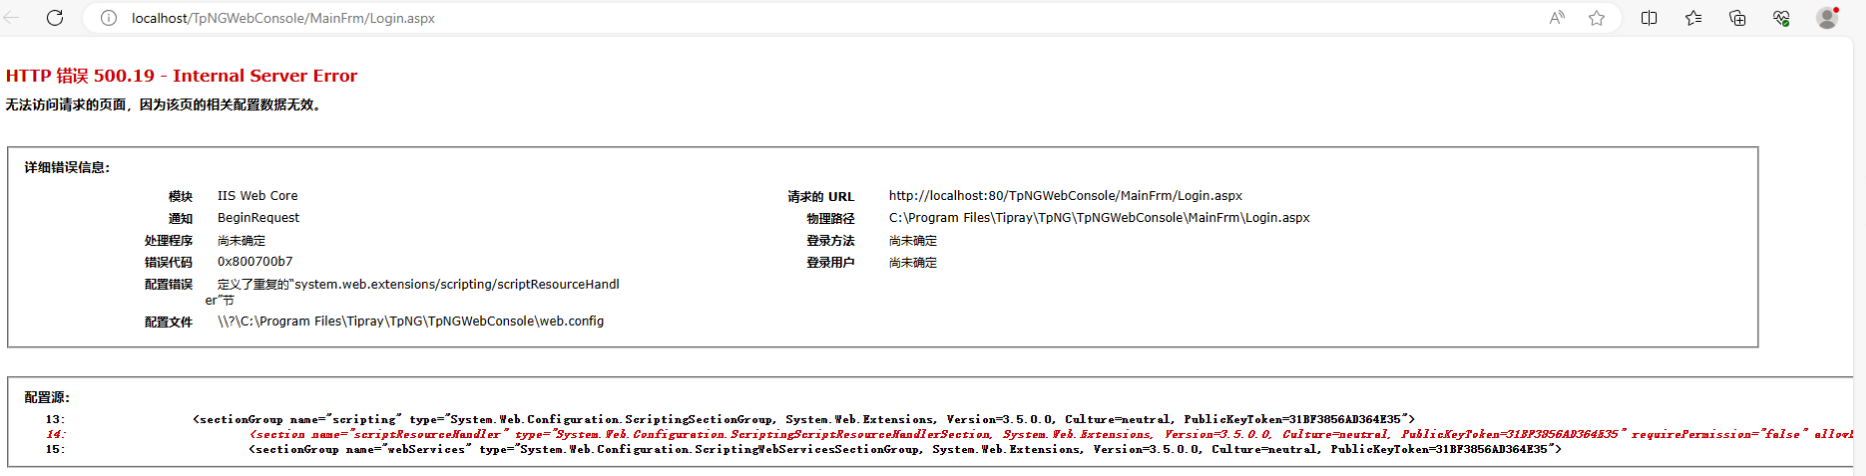 localhost/TpNGWebConsole/MainFrm/Login.aspx
HTTP 错误 500.19 - Internal Server Error
无法访问请求的页面，因为该页的相关配置数据无效。
详细错误信息:
模块 IIS Web Core
通知 BeginRequest
处理程序 尚未确定
错误代码 0x800700b7
配置错误 定义了重复的"system.web.extensions/scripting/scriptResourceHandl
er"节
配置文件 \\?\C:\Program Files\Tipray\TpNG\TpNGWebConsole\web.config
请求的 URL http://localhost:80/TpNGWebConsole/MainFrm/Login.aspx
物理路径 C:\Program Files\Tipray\TpNG\TpNGWebConsole\MainFrm\Login.aspx
登录方法 尚未确定
登录用户 尚未确定
配置源:
13: <sectionGroup name="scripting" type="System.Web.Configuration.ScriptingSectionGroup, System.Web.Extensions, Version=3.5.0.0, Culture=neutral, PublicKeyToken=31BF3856AD364E35">
14: <section name="scriptResourceHandler" type="System.Web.Configuration.ScriptingScriptResourceHandlerSection, System.Web.Extensions, Version=3.5.0.0, Culture=neutral, PublicKeyToken=31BF3856AD364E35" requirePermission="false"
15: <sectionGroup name="webServices" type="System.Web.Configuration.ScriptingWebServicesSectionGroup, System.Web.Extensions, Version=3.5.0.0, Culture=neutral, PublicKeyToken=31BF3856AD364E35">